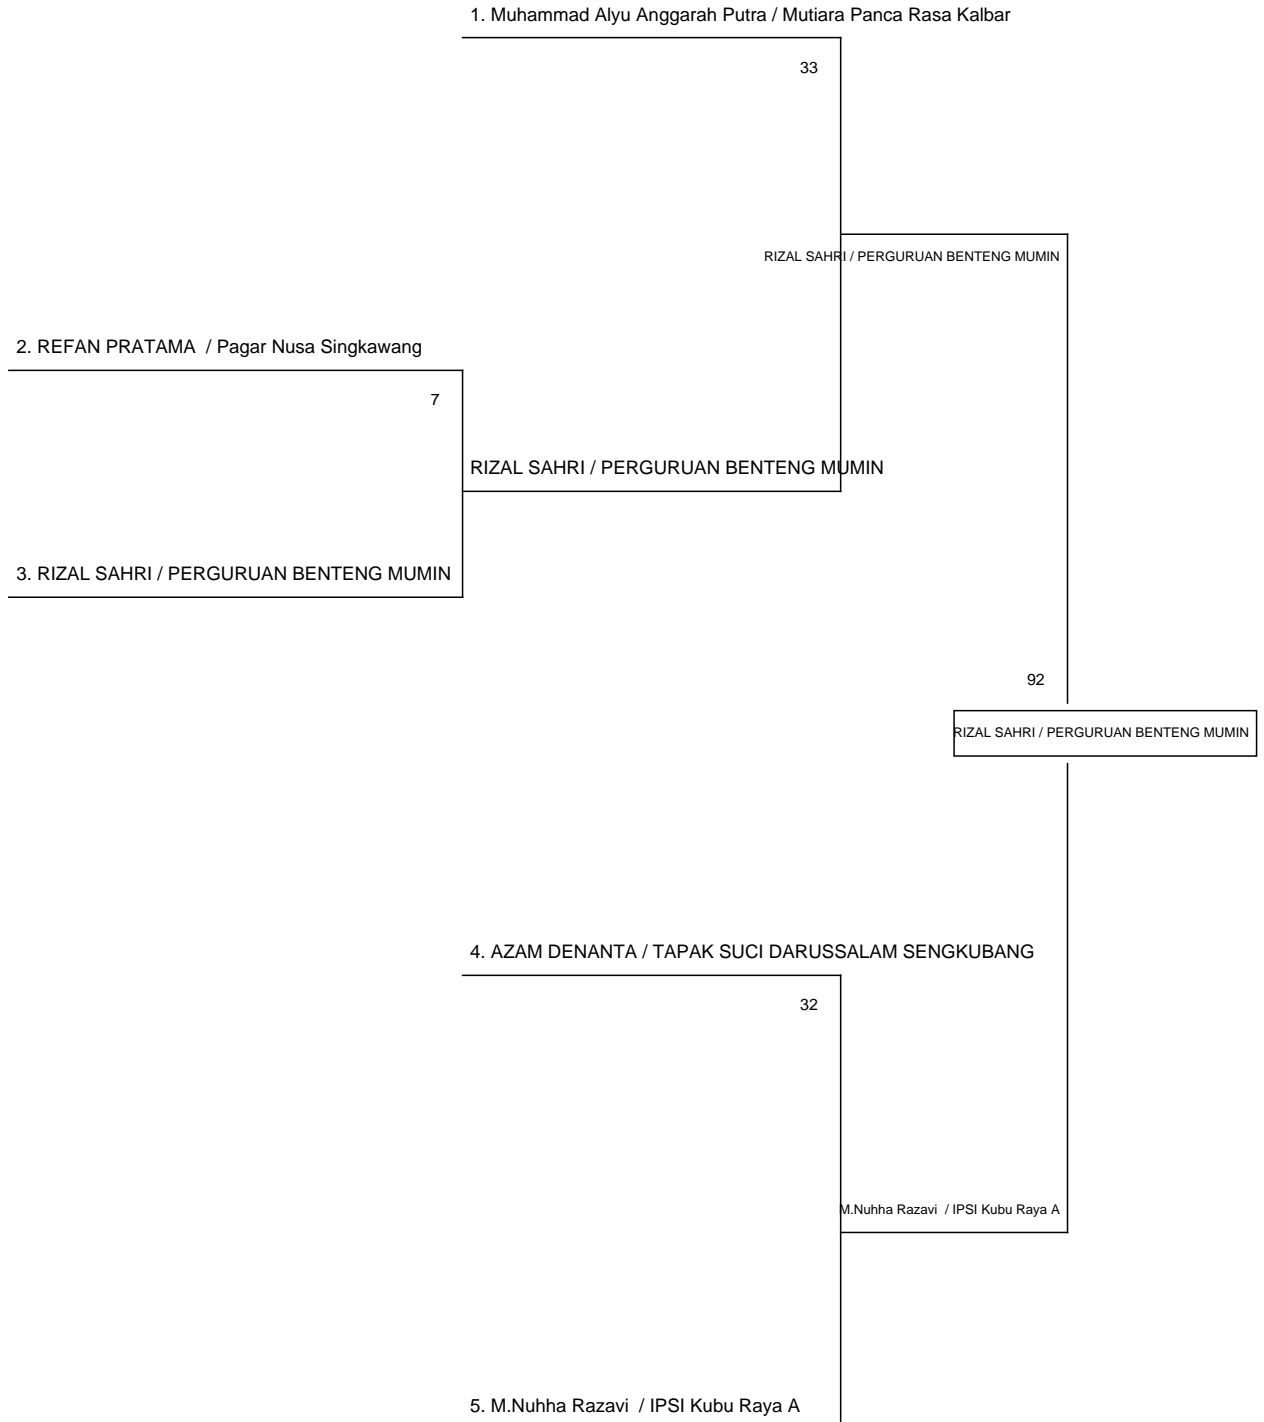 1. Muhammad Alyu Anggarah Putra / Mutiara Panca Rasa Kalbar
33
RIZAL SAHRI / PERGURUAN BENTENG MUMIN
2. REFAN PRATAMA  / Pagar Nusa Singkawang
7
RIZAL SAHRI / PERGURUAN BENTENG MUMIN
3. RIZAL SAHRI / PERGURUAN BENTENG MUMIN
92
RIZAL SAHRI / PERGURUAN BENTENG MUMIN
4. AZAM DENANTA / TAPAK SUCI DARUSSALAM SENGKUBANG
32
M.Nuhha Razavi  / IPSI Kubu Raya A
5. M.Nuhha Razavi  / IPSI Kubu Raya A